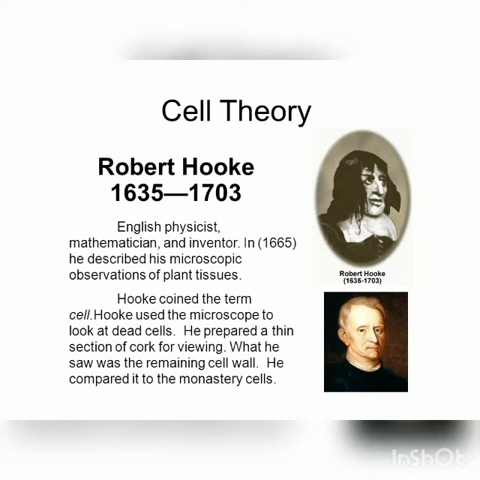 Cell Theory
Robert Hooke
1635—1703
English physicist,
mathematician, and inventor. In (1665)
he described his microscopic
observations of plant tissues.
Hooke coined the term
cell.Hooke used the microscope to
look at dead cells. He prepared a thin
section of cork for viewing. What he
saw was the remaining cell wall. He
compared it to the monastery cells.
Robert Hooke
(1635-1703)
InShOt